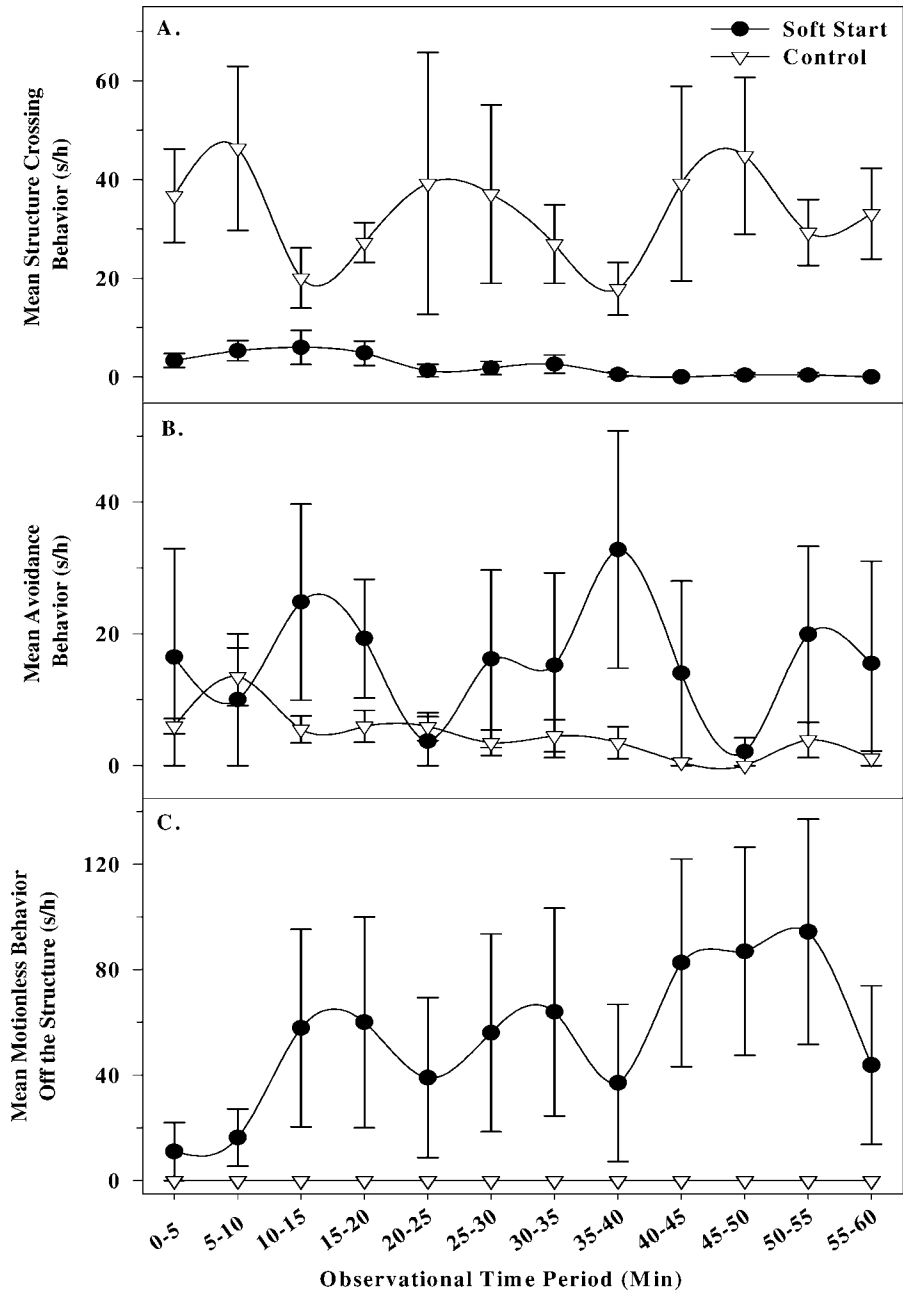 A.
Soft Start
Control
Mean Structure Crossing
Behavior (s/h)
60
40
20
0
B.
Mean Avoidance
Behavior (s/h)
40
20
0
C.
Mean Motionless Behavior
Off the Structure (s/h)
120
80
40
0
0-5
5-10
10-15
15-20
20-25
25-30
30-35
35-40
40-45
45-50
50-55
55-60
Observational Time Period (Min)